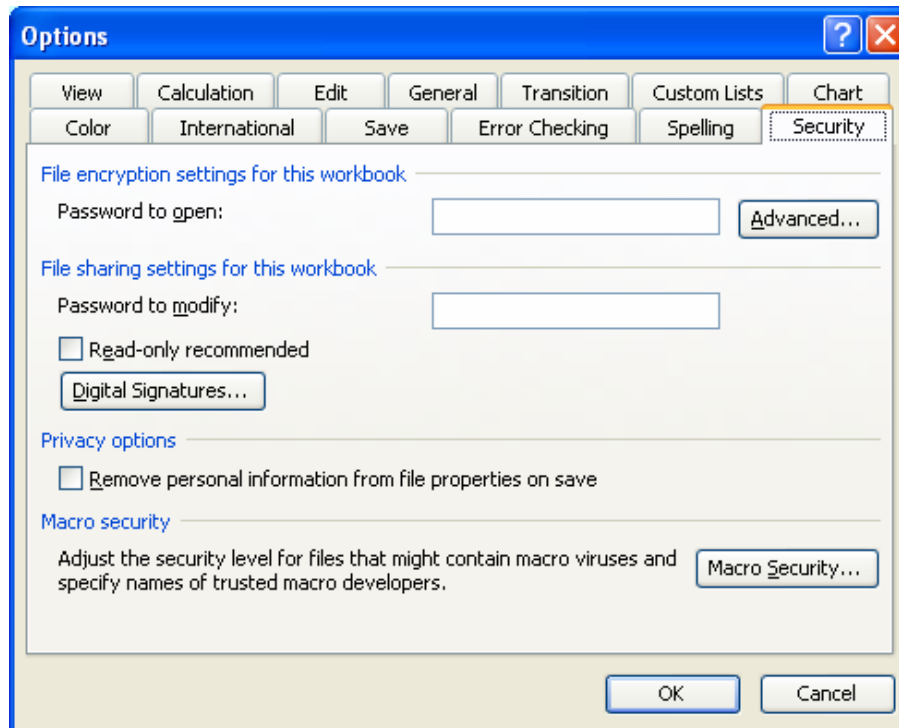 Options
View Calculation Edit General Transition Custom Lists Chart
Color International Save Error Checking Spelling Security
File encryption settings for this workbook
Password to open:
Advanced...
File sharing settings for this workbook
Password to modify:
Read-only recommended
Digital Signatures...
Privacy options
Remove personal information from file properties on save
Macro security
Adjust the security level for files that might contain macro viruses and
specify names of trusted macro developers.
Macro Security...
OK Cancel